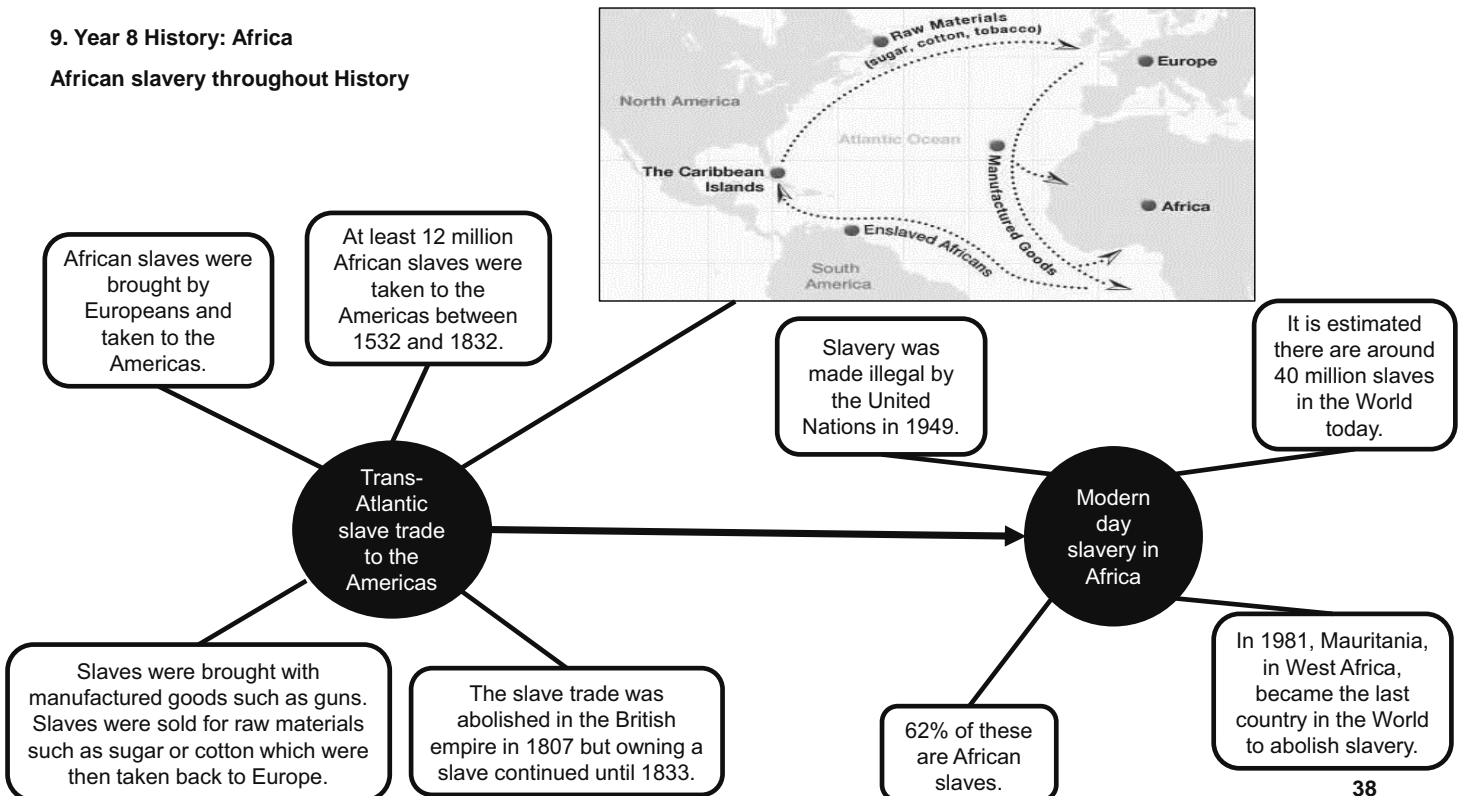 9. Year 8 History: Africa
African slavery throughout History
Raw Materials
(sugar, cotton, tobacco)
Europe
North America
Atlantic Ocean
The Caribbean
Islands
Manufactured Goods
Africa
Enslaved Africans
South
America
African slaves were
brought by
Europeans and
taken to the
Americas.
At least 12 million
African slaves were
taken to the
Americas between
1532 and 1832.
Slavery was
made illegal by
the United
Nations in 1949.
It is estimated
there are around
40 million slaves
in the World
today.
Trans-
Atlantic
slave trade
to the
Americas
Modern
day
slavery in
Africa
Slaves were brought with
manufactured goods such as guns.
Slaves were sold for raw materials
such as sugar or cotton which were
then taken back to Europe.
The slave trade was
abolished in the British
empire in 1807 but owning a
slave continued until 1833.
62% of these
are African
slaves.
In 1981, Mauritania,
in West Africa,
became the last
country in the World
to abolish slavery.
38